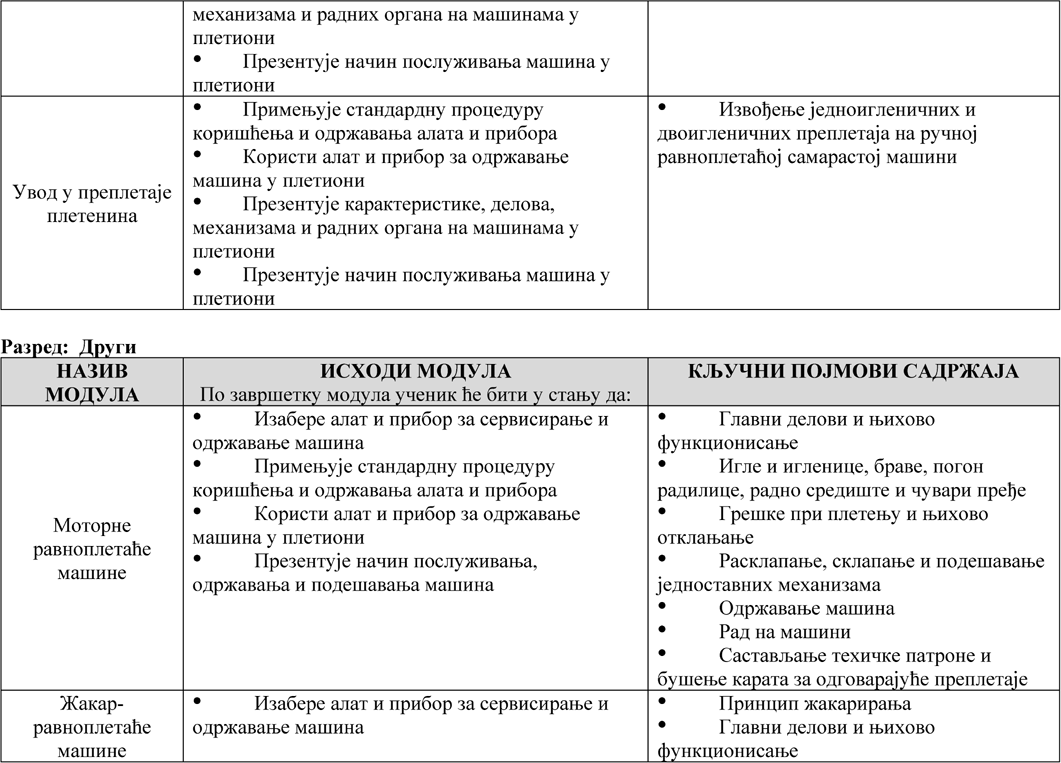 механизама и радних органа на машинама у
плетиони
• Презентује начин послуживања машина у
плетиони
Увод у преплетаје
плетенина
• Примењује стандардну процедуру
коришћења и одржавања алата и прибора
• Користи алат и прибор за одржавање
машина у плетиони
• Презентује карактеристике, делова,
механизама и радних органа на машинама у
плетиони
• Презентује начин послуживања машина у
плетиони
• Извођење једноигленичних и
двоигленичних преплетаја на ручној
равноплетаћој самарастој машини
Разред: Други
НАЗИВ
МОДУЛА
ИСХОДИ МОДУЛА
По завршетку модула ученик ће бити у стању да:
КЉУЧНИ ПОЈМОВИ САДРЖАЈА
Моторне
равноплетаће
машине
• Изабере алат и прибор за сервисирање и
одржавање машина
• Примењује стандардну процедуру
коришћења и одржавања алата и прибора
• Користи алат и прибор за одржавање
машина у плетиони
• Презентује начин послуживања,
одржавања и подешавања машина
• Главни делови и њихово
функционисање
• Игле и игленице, браве, погон
радилице, радно средиште и чувари пређе
• Грешке при плетењу и њихово
отклањање
• Расклапање, склапање и подешавање
једноставних механизама
• Одржавање машина
• Рад на машини
• Састављање техичке патроне и
бушење карата за одговарајуће преплетаје
Жакар-
равноплетаће
машине
• Изабере алат и прибор за сервисирање и
одржавање машина
• Принцип жакарирања
• Главни делови и њихово
функционисање